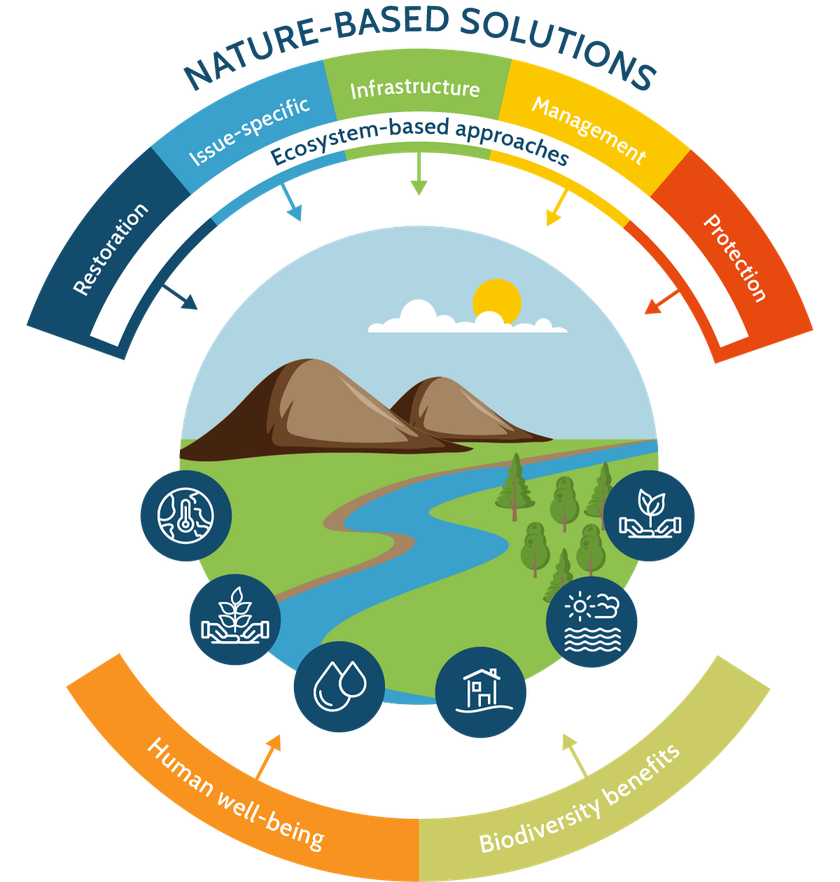 NATURE-BASED SOLUTIONS
Restoration
Issue-specific
Infrastructure
Management
Protection
Ecosystem-based approaches
Human well-being
Biodiversity benefits